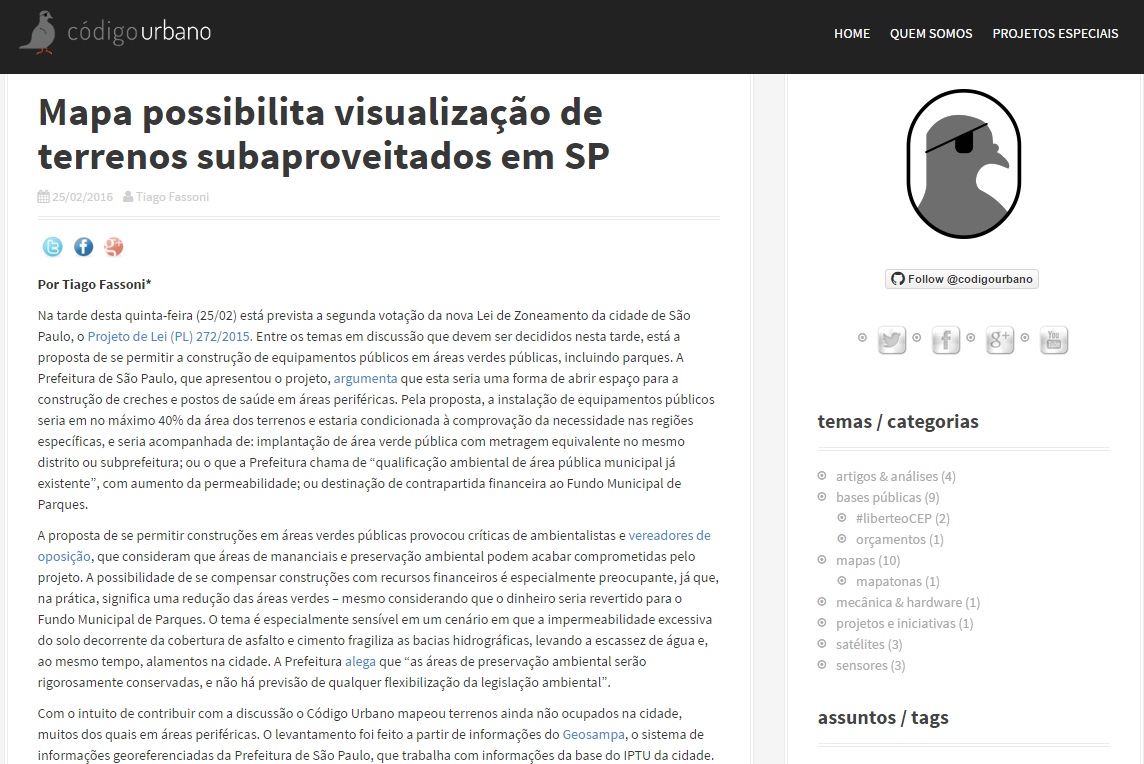 códigourbano
HOME QUEM SOMOS PROJETOS ESPECIAIS
Mapa possibilita visualização de
terrenos subaproveitados em SP
25/02/2016 Tiago Fassoni
Por Tiago Fassoni*
Na tarde desta quinta-feira (25/02) está prevista a segunda votação da nova Lei de Zoneamento da cidade de São
Paulo, o Projeto de Lei (PL) 272/2015. Entre os temas em discussão que devem ser decididos nesta tarde, está a
proposta de se permitir a construção de equipamentos públicos em áreas verdes públicas, incluindo parques. A
Prefeitura de São Paulo, que apresentou o projeto, argumenta que esta seria uma forma de abrir espaço para a
construção de creches e postos de saúde em áreas periféricas. Pela proposta, a instalação de equipamentos públicos
seria em no máximo 40% da área dos terrenos e estaria condicionada à comprovação da necessidade nas regiões
específicas, e seria acompanhada de: implantação de área verde pública com metragem equivalente no mesmo
distrito ou subprefeitura; ou o que a Prefeitura chama de “qualificação ambiental de área pública municipal já
existente”, com aumento da permeabilidade; ou destinação de contrapartida financeira ao Fundo Municipal de
Parques.
A proposta de se permitir construções em áreas verdes públicas provocou críticas de ambientalistas e vereadores de
oposição, que consideram que áreas de mananciais e preservação ambiental podem acabar comprometidas pelo
projeto. A possibilidade de se compensar construções com recursos financeiros é especialmente preocupante, já que,
na prática, significa uma redução das áreas verdes – mesmo considerando que o dinheiro seria revertido para o
Fundo Municipal de Parques. O tema é especialmente sensível em um cenário em que a impermeabilidade excessiva
do solo decorrente da cobertura de asfalto e cimento fragiliza as bacias hidrográficas, levando a escassez de água e,
ao mesmo tempo, alamentos na cidade. A Prefeitura alega que “as áreas de preservação ambiental serão
rigorosamente conservadas, e não há previsão de qualquer flexibilização da legislação ambiental”.
Com o intuito de contribuir com a discussão o Código Urbano mapeou terrenos ainda não ocupados na cidade,
muitos dos quais em áreas periféricas. O levantamento foi feito a partir de informações do Geosampa, o sistema de
informações georeferenciadas da Prefeitura de São Paulo, que trabalha com informações da base do IPTU da cidade.
Follow @codigourbano
g+ You Tube
temas / categorias
artigos & análises (4)
bases públicas (9)
#liberteoCEP (2)
orçamentos (1)
mapas (10)
mapatonas (1)
mecânica & hardware (1)
projetos e iniciativas (1)
satélites (3)
sensores (3)
assuntos / tags